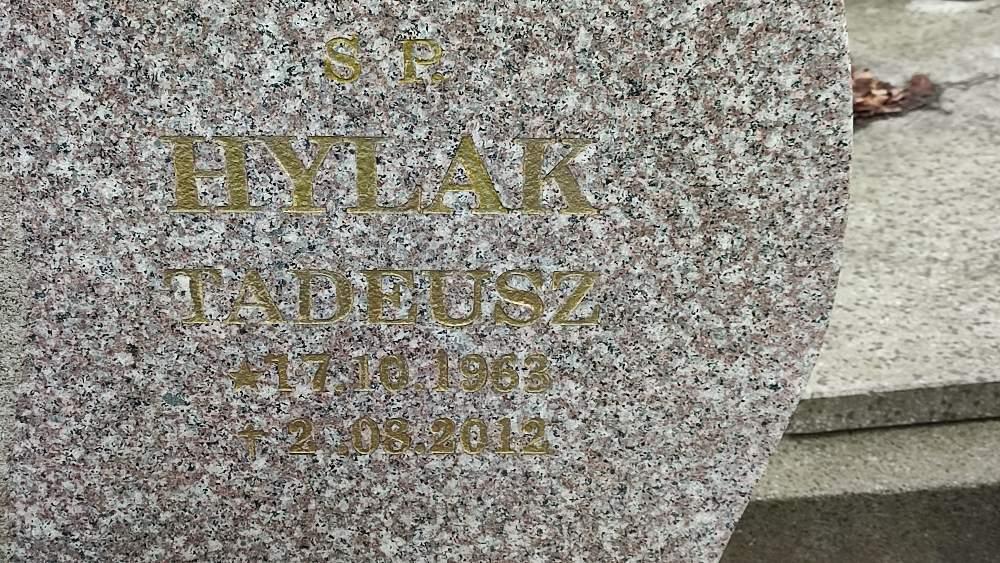 S P.
HYLAK
TADEUSZ
★17.10.1963
† 2 .08.2012